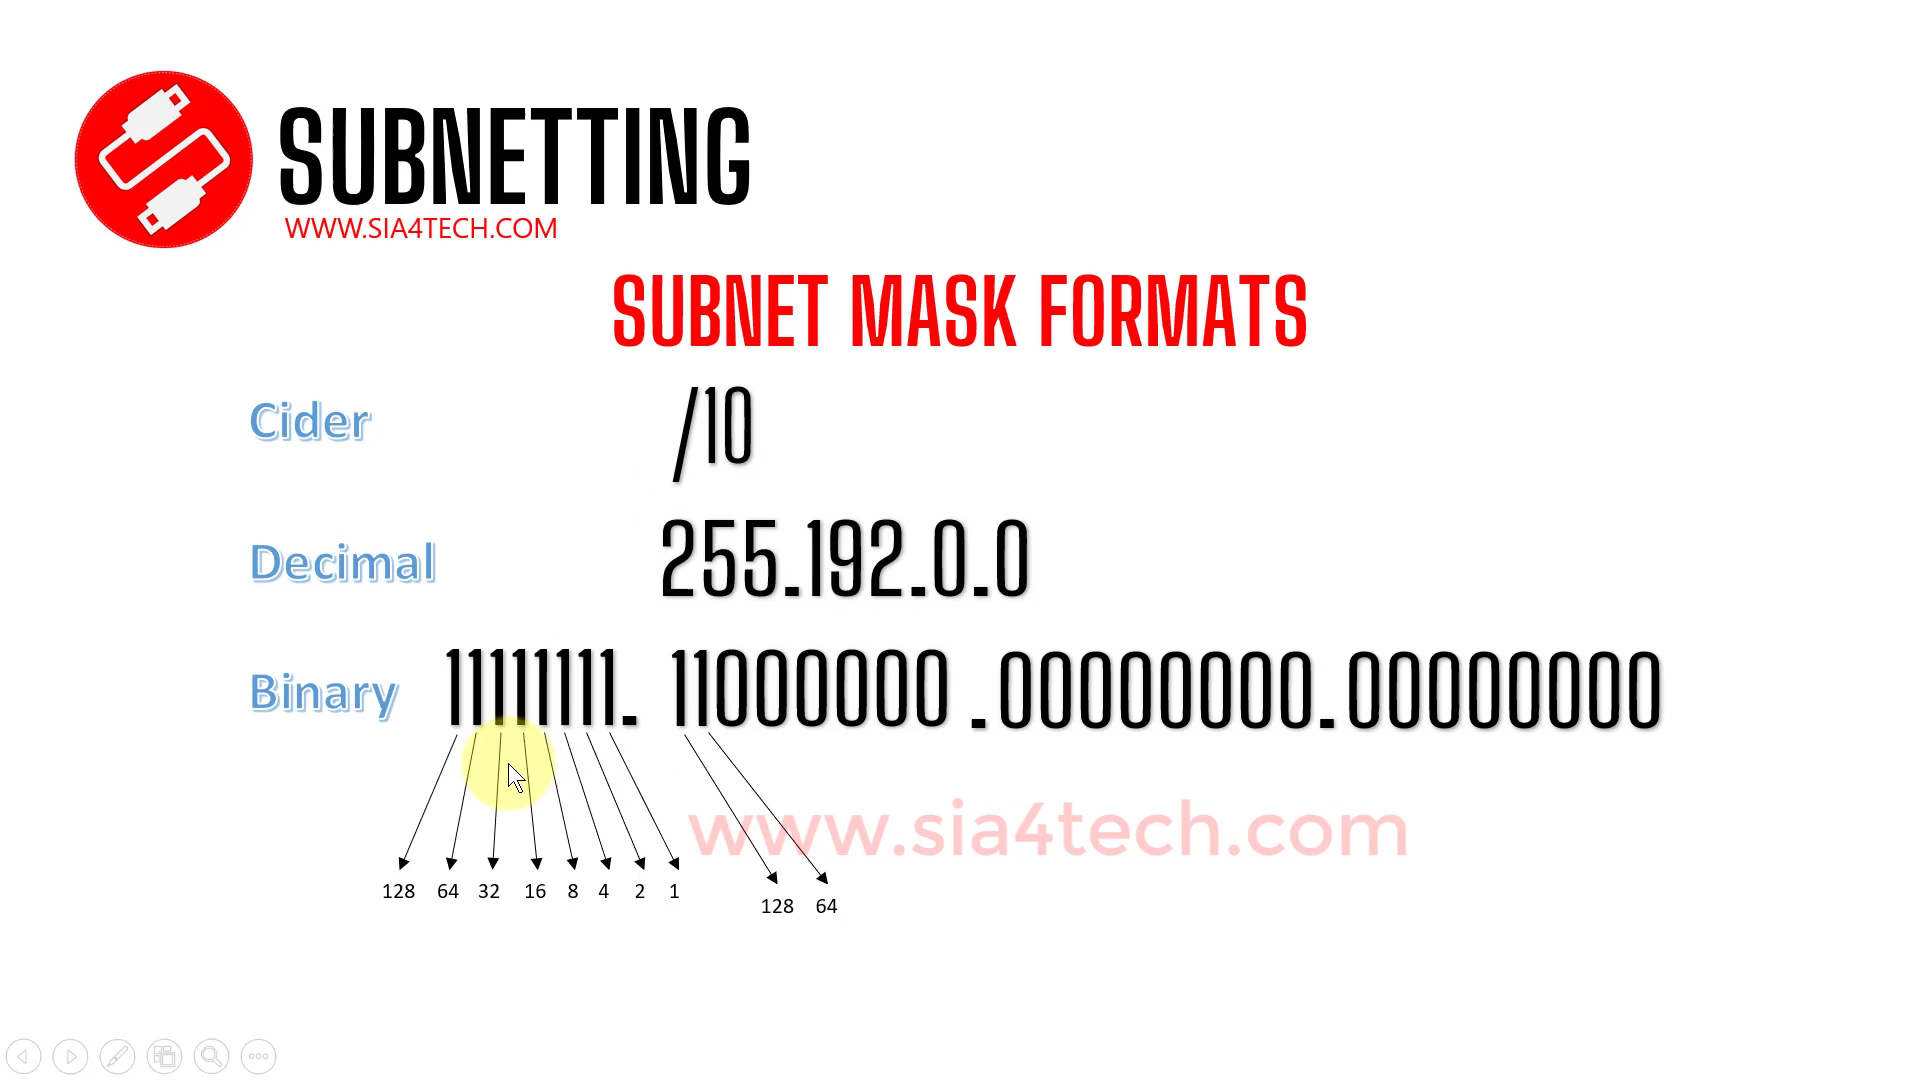 SUBNETTING
WWW.SIA4TECH.COM
SUBNET MASK FORMATS
Cider /10
Decimal 255.192.0.0
Binary 11111111. 11000000 .00000000.00000000
www.sia4tech.com
128 64 32 16 8 4 2 1
128 64